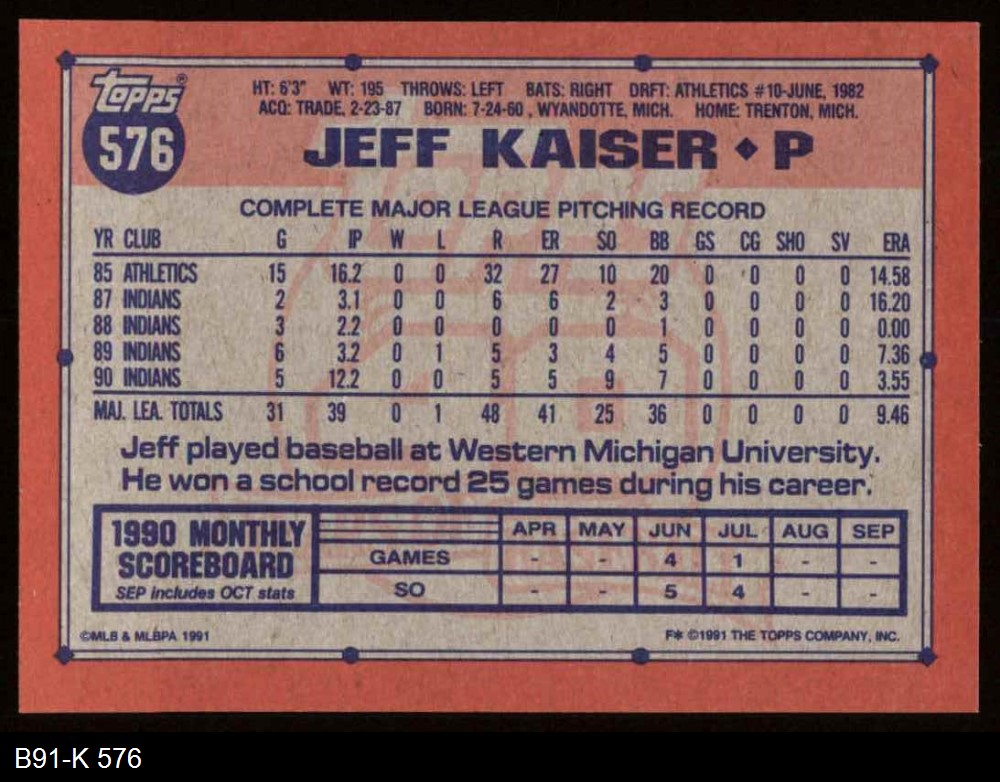 topps®
576
HT: 6'3" WT: 195 THROWS: LEFT BATS: RIGHT DRFT: ATHLETICS #10-JUNE, 1982
ACQ: TRADE, 2-23-87 BORN: 7-24-60 , WYANDOTTE, MICH. HOME: TRENTON, MICH.
JEFF KAISER ◆ P
COMPLETE MAJOR LEAGUE PITCHING RECORD
YR CLUB G IP W L R ER SO BB GS CG SHO SV ERA
85 ATHLETICS 15 16.2 0 0 32 27 10 20 0 0 0 0 14.58
87 INDIANS 2 3.1 0 0 6 6 2 3 0 0 0 0 16.20
88 INDIANS 3 2.2 0 0 0 0 0 1 0 0 0 0 0.00
89 INDIANS 6 3.2 0 1 5 3 4 5 0 0 0 0 7.36
90 INDIANS 5 12.2 0 0 5 5 9 7 0 0 0 0 3.55
MAJ. LEA. TOTALS 31 39 0 1 48 41 25 36 0 0 0 0 9.46
Jeff played baseball at Western Michigan University.
He won a school record 25 games during his career.
1990 MONTHLY SCOREBOARD
SEP includes OCT stats
APR MAY JUN JUL AUG SEP
GAMES - - 4 1 - -
SO - - 5 4 - -
©MLB & MLBPA 1991 F* ©1991 THE TOPPS COMPANY, INC.
B91-K 576